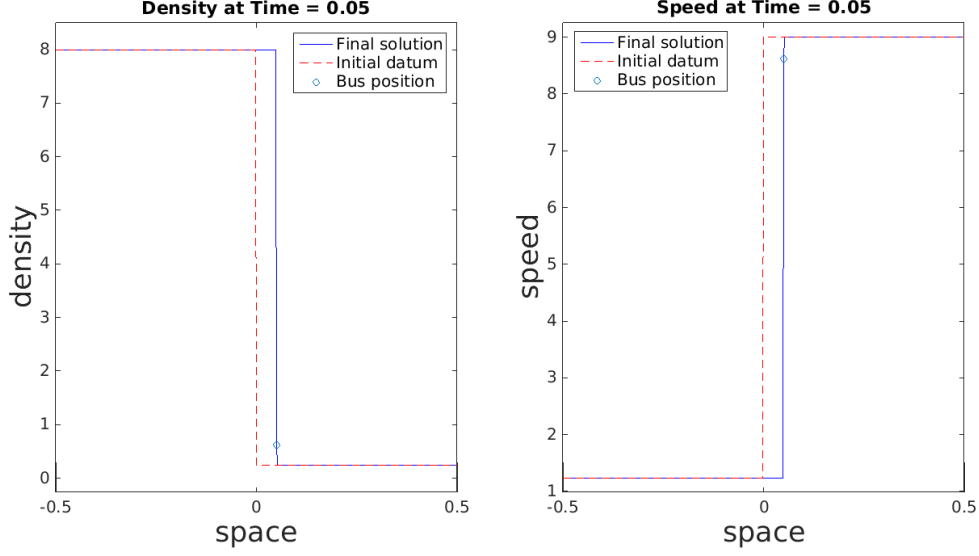 Density at Time = 0.05
Final solution
Initial datum
Bus position
8
7
6
5
4
3
2
1
0
density
-0.5
0
0.5
space
Speed at Time = 0.05
Final solution
Initial datum
Bus position
9
8
7
6
5
4
3
2
1
speed
-0.5
0
0.5
space